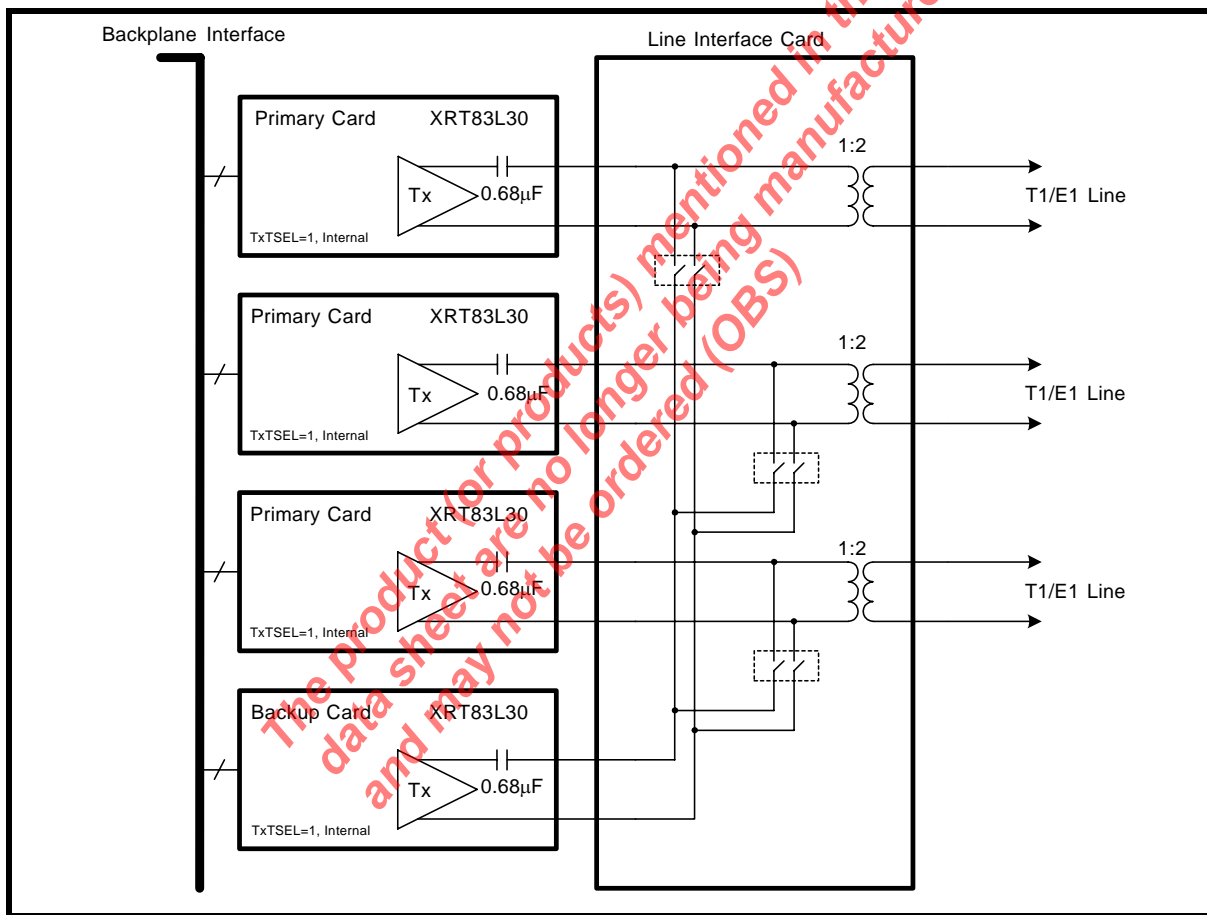 Backplane Interface
Line Interface Card
Primary Card XRT83L30
Tx
0.68μF
TxTSEL=1, Internal
1:2
T1/E1 Line
Primary Card XRT83L30
Tx
0.68μF
TxTSEL=1, Internal
1:2
T1/E1 Line
Primary Card XRT83L30
Tx
0.68μF
TxTSEL=1, Internal
1:2
T1/E1 Line
Backup Card XRT83L30
Tx
0.68μF
TxTSEL=1, Internal
The product (or products) mentioned in
data sheet are no longer being
and may not be ordered (OBS)